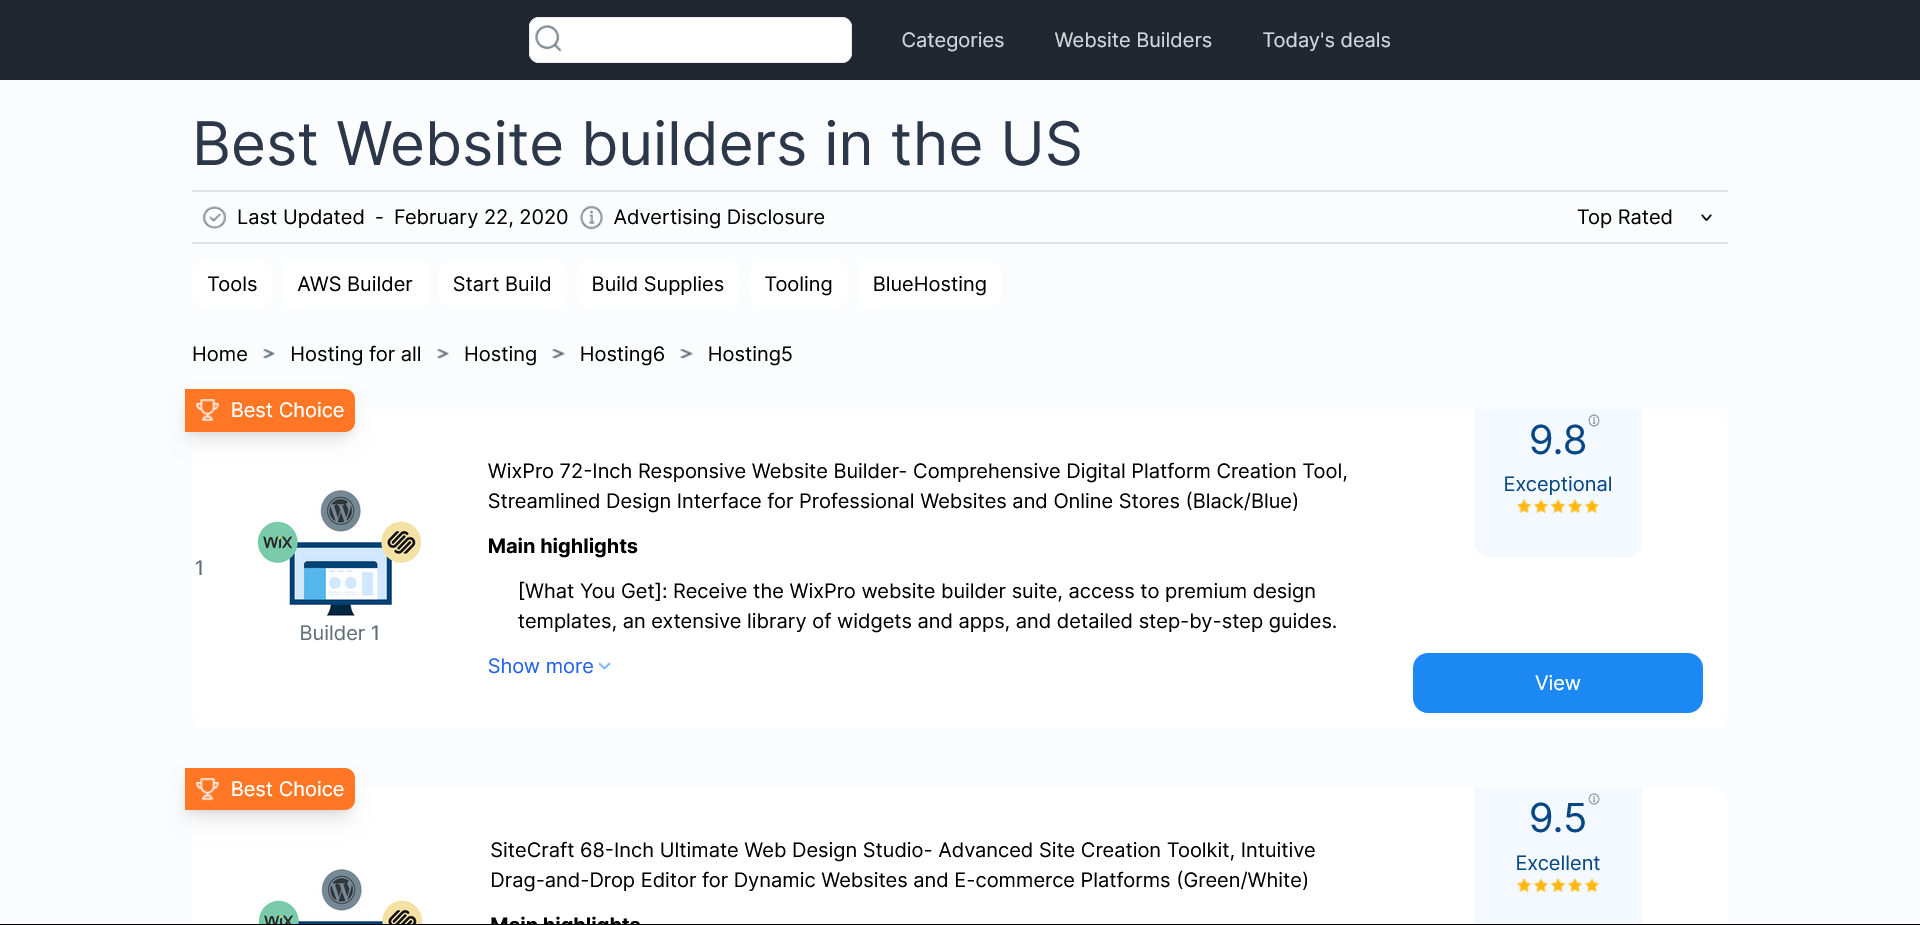 Categories Website Builders Today's deals
Best Website builders in the US
Last Updated - February 22, 2020 Advertising Disclosure Top Rated
Tools AWS Builder Start Build Build Supplies Tooling BlueHosting
Home > Hosting for all > Hosting > Hosting6 > Hosting5
Best Choice
9.8
WixPro 72-Inch Responsive Website Builder- Comprehensive Digital Platform Creation Tool,
Streamlined Design Interface for Professional Websites and Online Stores (Black/Blue)
Exceptional
Main highlights
WiX
1
[What You Get]: Receive the WixPro website builder suite, access to premium design
templates, an extensive library of widgets and apps, and detailed step-by-step guides.
Builder 1
Show more
View
Best Choice
9.5
SiteCraft 68-Inch Ultimate Web Design Studio- Advanced Site Creation Toolkit, Intuitive
Drag-and-Drop Editor for Dynamic Websites and E-commerce Platforms (Green/White)
Excellent
Main highlights
WiX